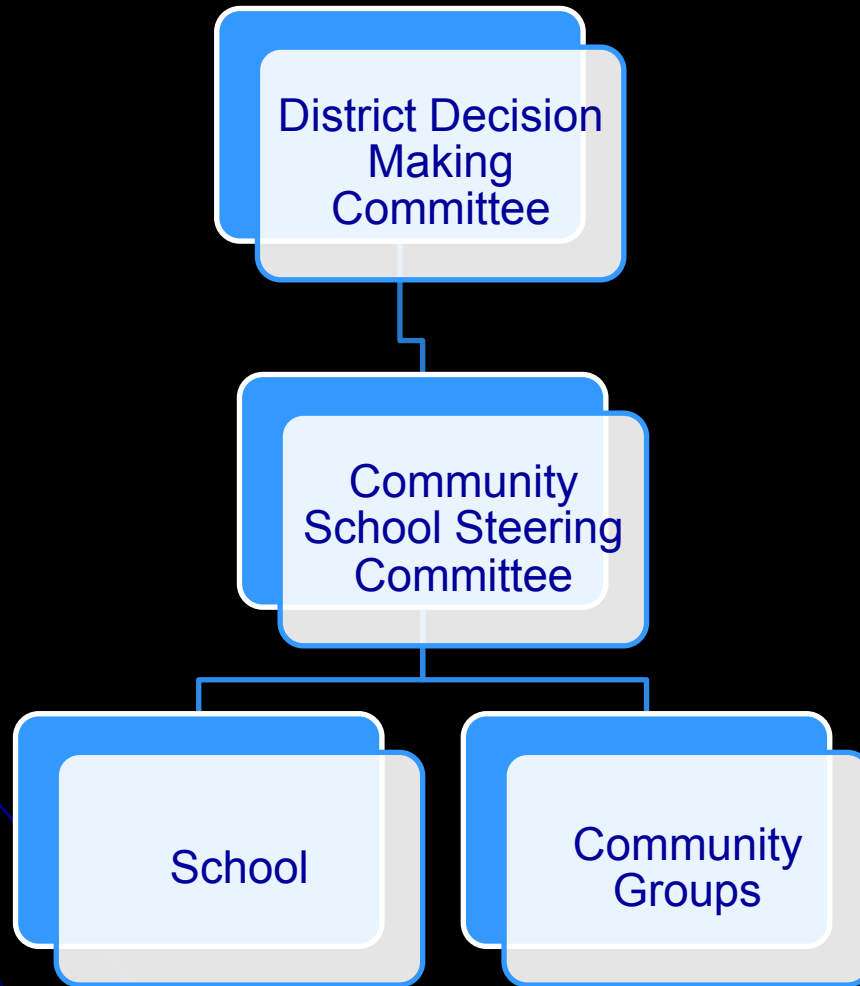 District Decision
Making
Committee
Community
School Steering
Committee
School
Community
Groups